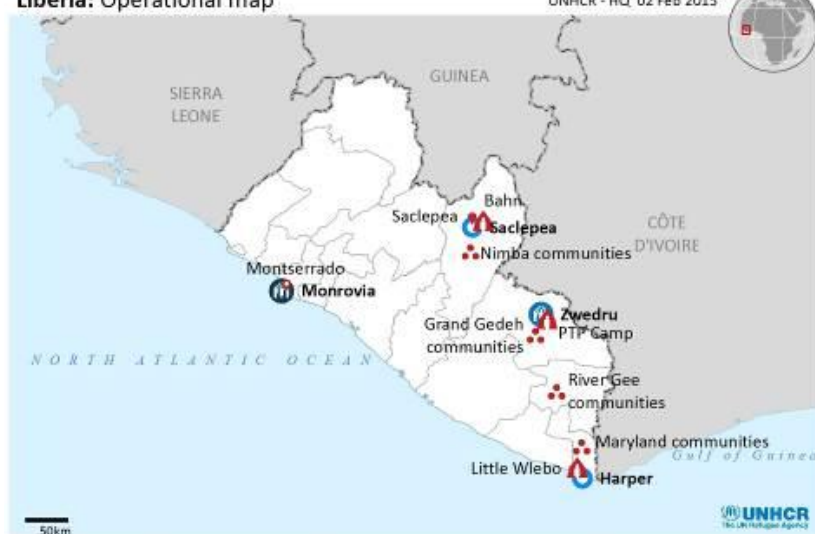 Liberia: Operational map
UNHCR - HQ 02 Feb 2015
GUINEA
SIERRA
LEONE
Bahn
Saclepea
Saclepea
CÔTE
D'IVOIRE
Nimba communities
Montserrado
Monrovia
Zwedru
Grand Gedeh
communities
PTP Camp
NORTH ATLANTIC OCEAN
River Gee
communities
Maryland communities
Gulf of Guinea
Little Wlebo
Harper
50km
UNHCR
The UN Refugee Agency